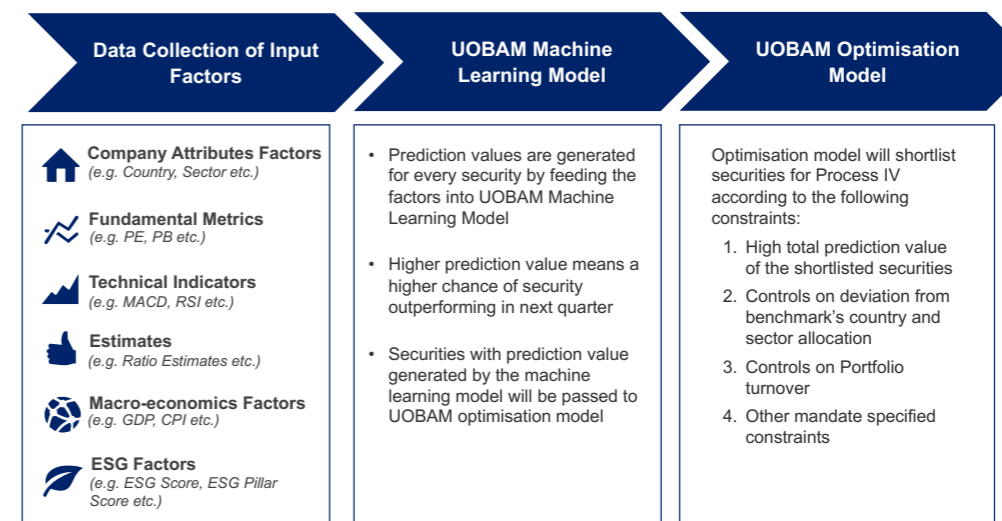 Data Collection of Input
Factors
UOBAM Machine
Learning Model
UOBAM Optimisation
Model
Company Attributes Factors
(e.g. Country, Sector etc.)
Fundamental Metrics
(e.g. PE, PB etc.)
Technical Indicators
(e.g. MACD, RSI etc.)
Estimates
(e.g. Ratio Estimates etc.)
Macro-economics Factors
(e.g. GDP, CPI etc.)
ESG Factors
(e.g. ESG Score, ESG Pillar
Score etc.)
• Prediction values are generated
for every security by feeding the
factors into UOBAM Machine
Learning Model
• Higher prediction value means a
higher chance of security
outperforming in next quarter
• Securities with prediction value
generated by the machine
learning model will be passed to
UOBAM optimisation model
Optimisation model will shortlist
securities for Process IV
according to the following
constraints:
1. High total prediction value
of the shortlisted securities
2. Controls on deviation from
benchmark's country and
sector allocation
3. Controls on Portfolio
turnover
4. Other mandate specified
constraints